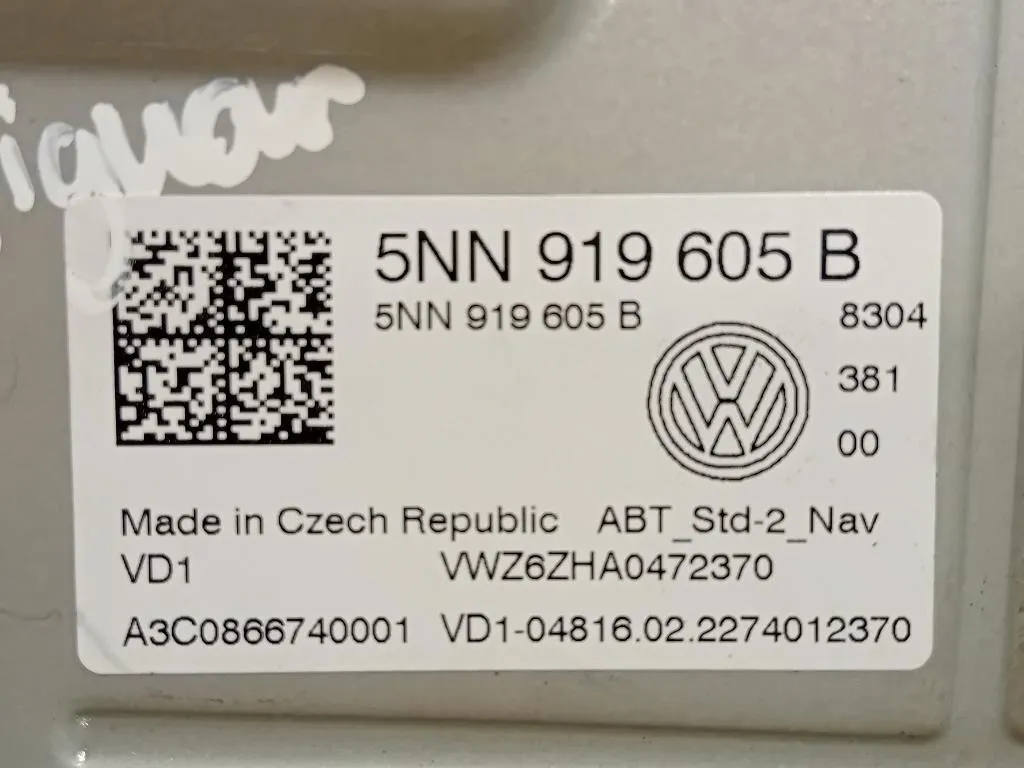 5NN 919 605 B
5NN 919 605 B
8304
381
00
Made in Czech Republic ABT_Std-2_Nav
VD1 VWZ6ZHA0472370
A3C0866740001 VD1-04816.02.2274012370